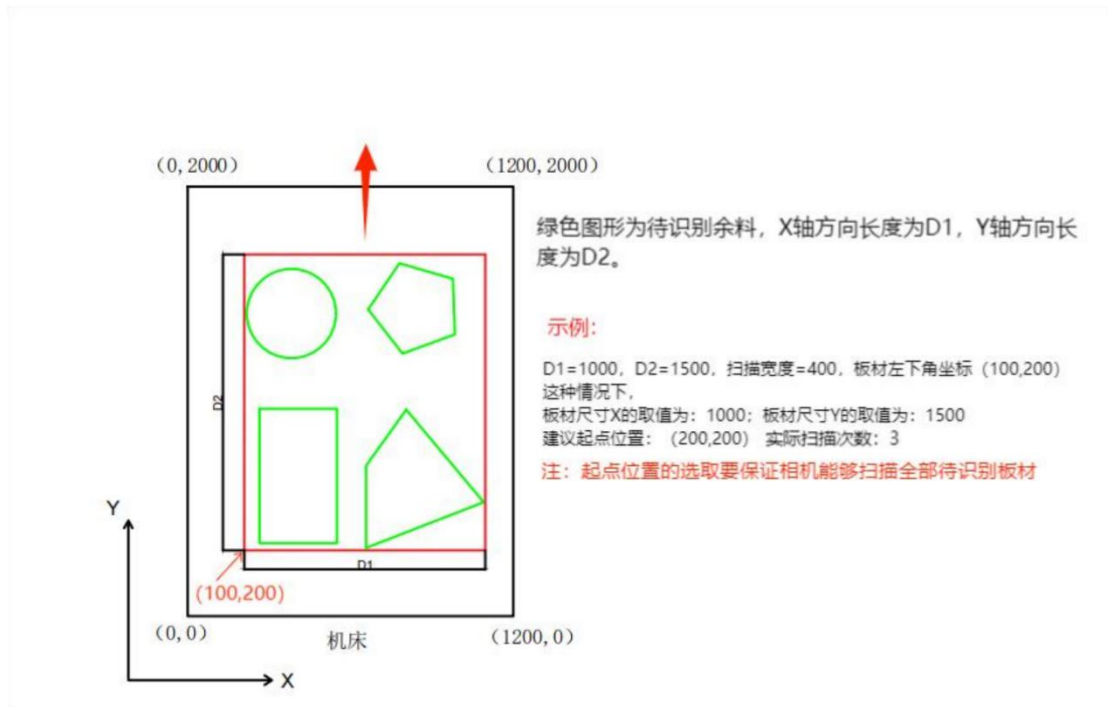 （0,2000）
（1200,2000）
绿色图形为待识别余料，X轴方向长度为D1，Y轴方向长
度为D2。
示例：
D1=1000，D2=1500，扫描宽度=400，板材左下角坐标（100,200）
这种情况下，
板材尺寸X的取值为：1000；板材尺寸Y的取值为：1500
建议起点位置：（200,200） 实际扫描次数：3
注：起点位置的选取要保证相机能够扫描全部待识别板材
D2
Y
D1
(100,200)
（0,0）
机床
（1200,0）
X